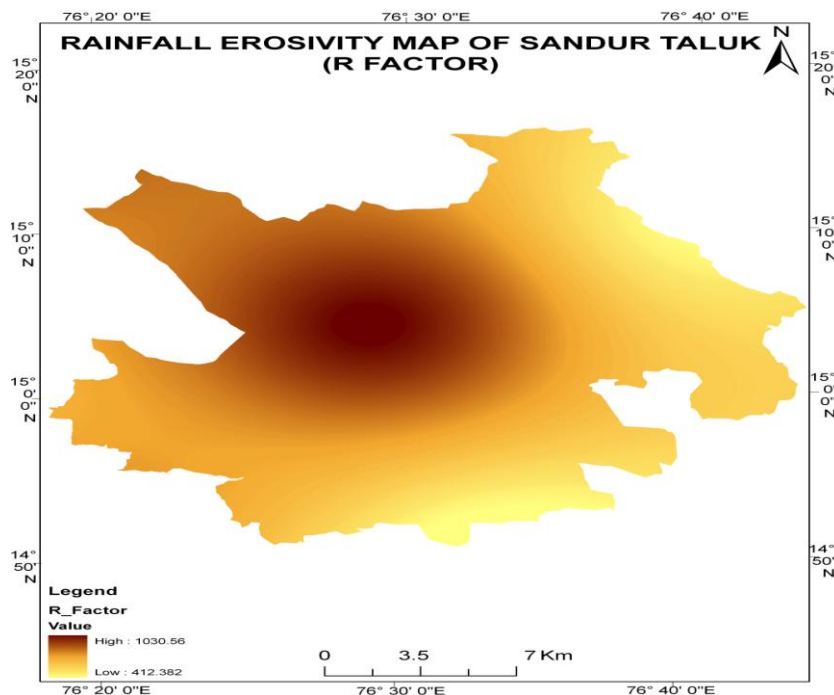 76° 20' 0"E 76° 30' 0"E 76° 40' 0"E
RAINFALL EROSIVITY MAP OF SANDUR TALUK
(R FACTOR)
N
15°
20'
0"
N
15°
20'
0"
N
15°
10'
0"
N
15°
10'
0"
N
15°
0'
0"
N
15°
0'
0"
N
14°
50'
N
14°
50'
N
Legend
R_Factor
Value
High : 1030.56
Low : 412.382
0 3.5 7 Km
76° 20' 0"E 76° 30' 0"E 76° 40' 0"E